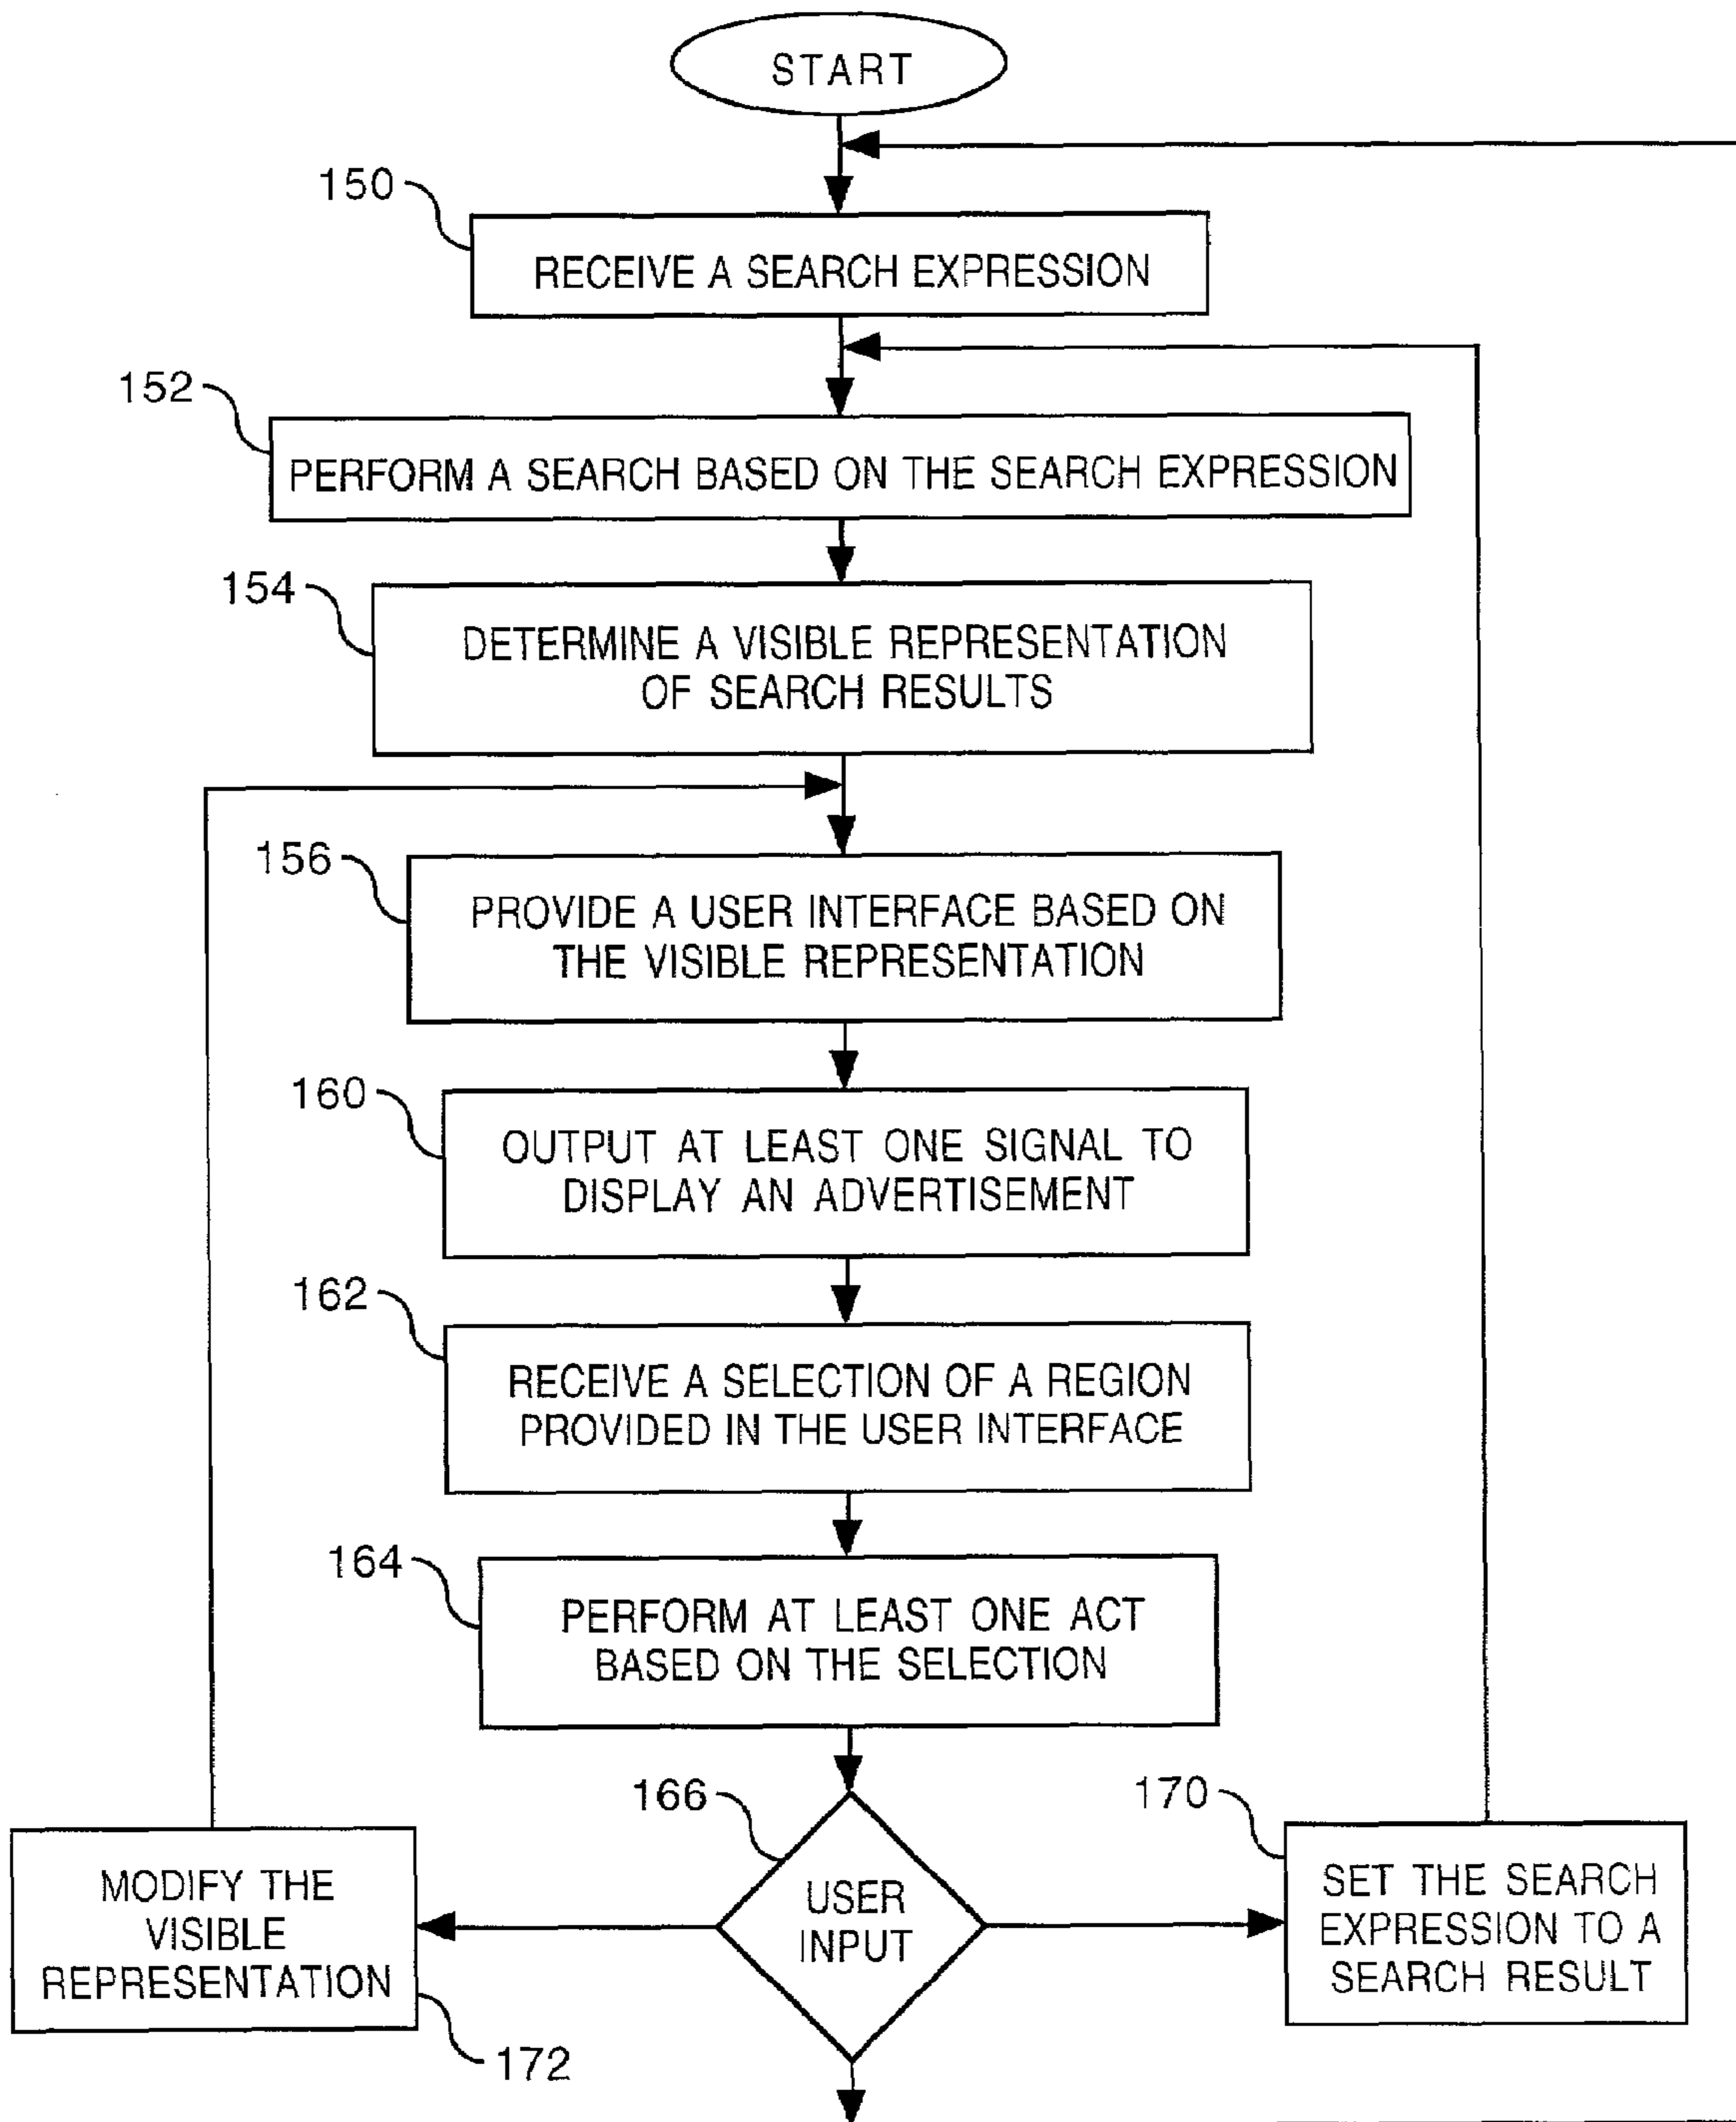 START
150
RECEIVE A SEARCH EXPRESSION
152
PERFORM A SEARCH BASED ON THE SEARCH EXPRESSION
154
DETERMINE A VISIBLE REPRESENTATION
OF SEARCH RESULTS
156
PROVIDE A USER INTERFACE BASED ON
THE VISIBLE REPRESENTATION
160
OUTPUT AT LEAST ONE SIGNAL TO
DISPLAY AN ADVERTISEMENT
162
RECEIVE A SELECTION OF A REGION
PROVIDED IN THE USER INTERFACE
164
PERFORM AT LEAST ONE ACT
BASED ON THE SELECTION
166
USER
INPUT
170
SET THE SEARCH
EXPRESSION TO A
SEARCH RESULT
MODIFY THE
VISIBLE
REPRESENTATION
172